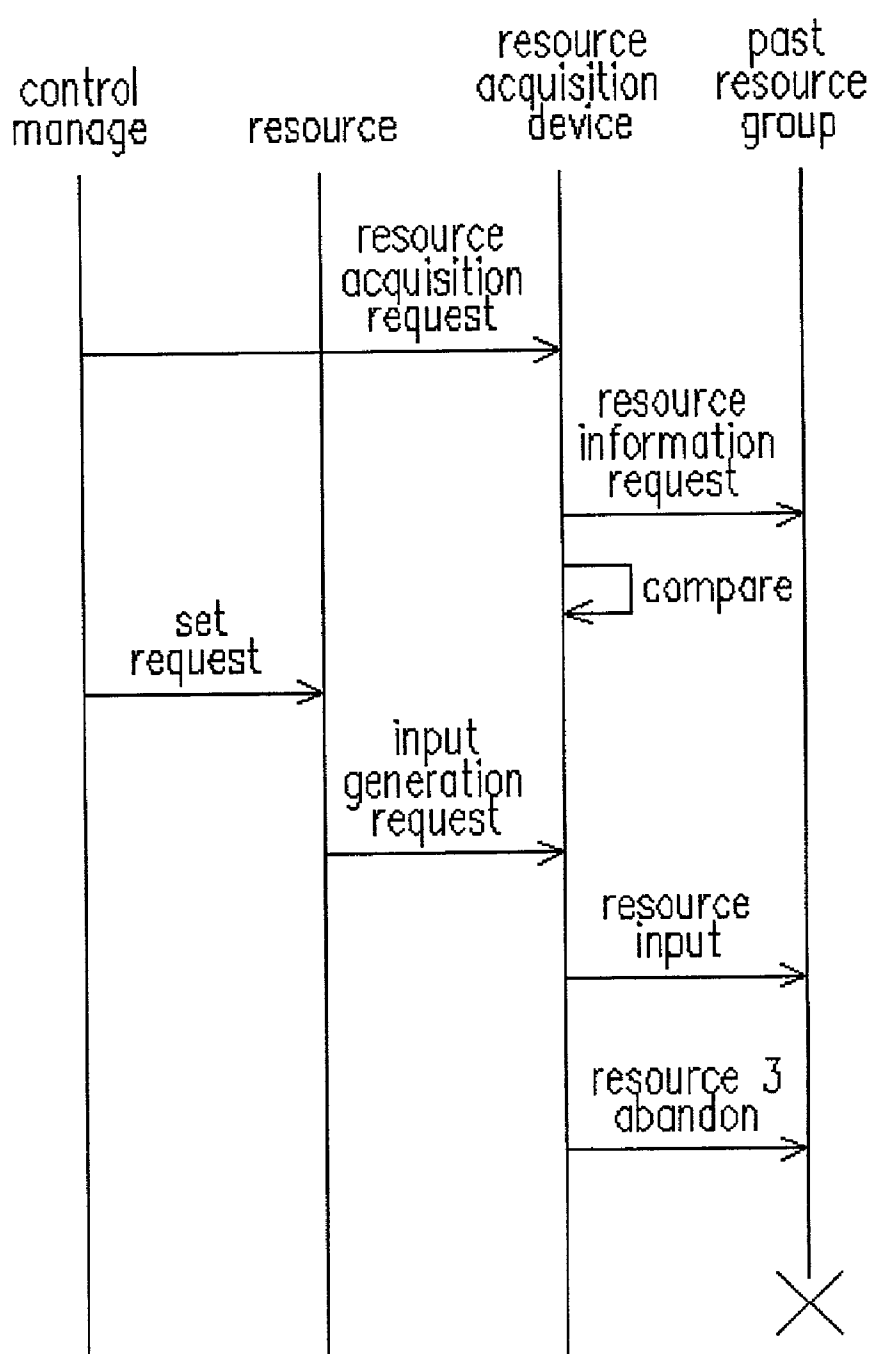 control
manage
resource
resource
acquisition
device
past
resource
group
resource
acquisition
request
resource
information
request
compare
set
request
input
generation
request
resource
input
resource 3
abandon